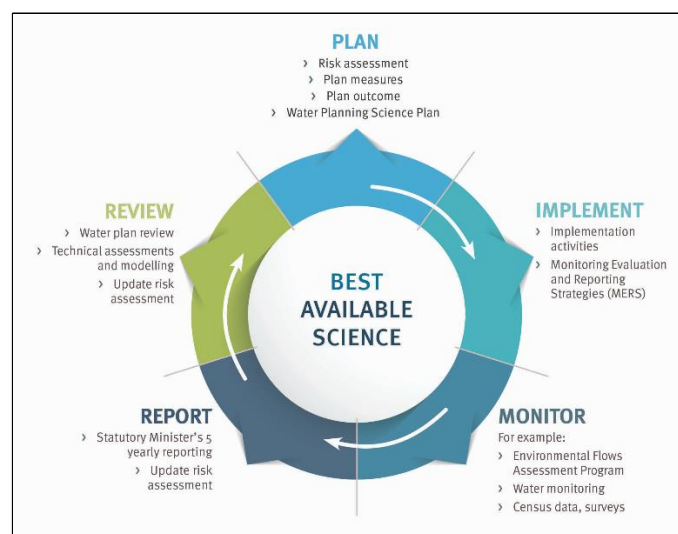 PLAN
› Risk assessment
› Plan measures
› Plan outcome
› Water Planning Science Plan
IMPLEMENT
› Implementation
activities
› Monitoring Evaluation
and Reporting
Strategies (MERS)
MONITOR
For example:
› Environmental Flows
Assessment Program
› Water monitoring
› Census data, surveys
REPORT
› Statutory Minister's 5
yearly reporting
› Update risk
assessment
REVIEW
› Water plan review
› Technical assessments
and modelling
› Update risk
assessment
BEST
AVAILABLE
SCIENCE